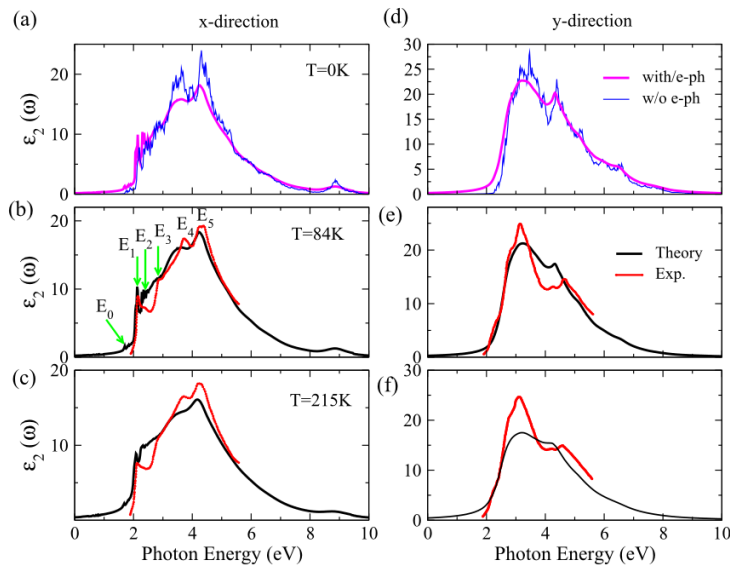 x-direction
y-direction
(a)
T=0K
ε₂ (ω)
20
10
0
(d)
with/e-ph
w/o e-ph
30
25
20
15
10
5
0
(b)
T=84K
E₀
E₁
E₂
E₃
E₄
E₅
ε₂ (ω)
20
10
0
(e)
Theory
Exp.
30
20
10
0
(c)
T=215K
ε₂ (ω)
20
10
0
0 2 4 6 8 10
Photon Energy (eV)
(f)
30
20
10
0
0 2 4 6 8 10
Photon Energy (eV)